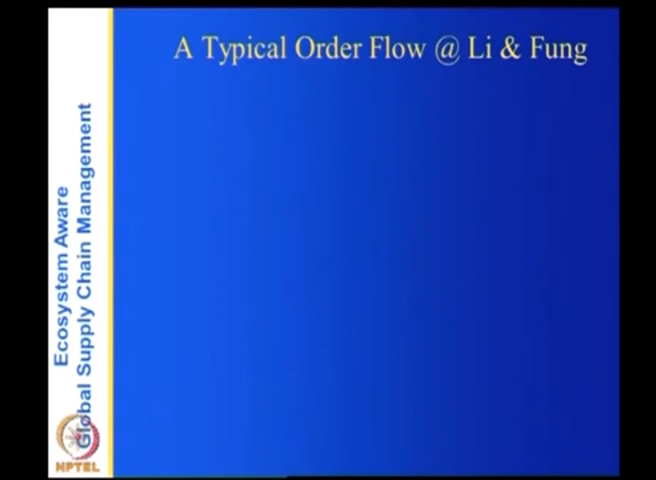 A Typical Order Flow @ Li & Fung
Ecosystem Aware
Global Supply Chain Management
NPTEL